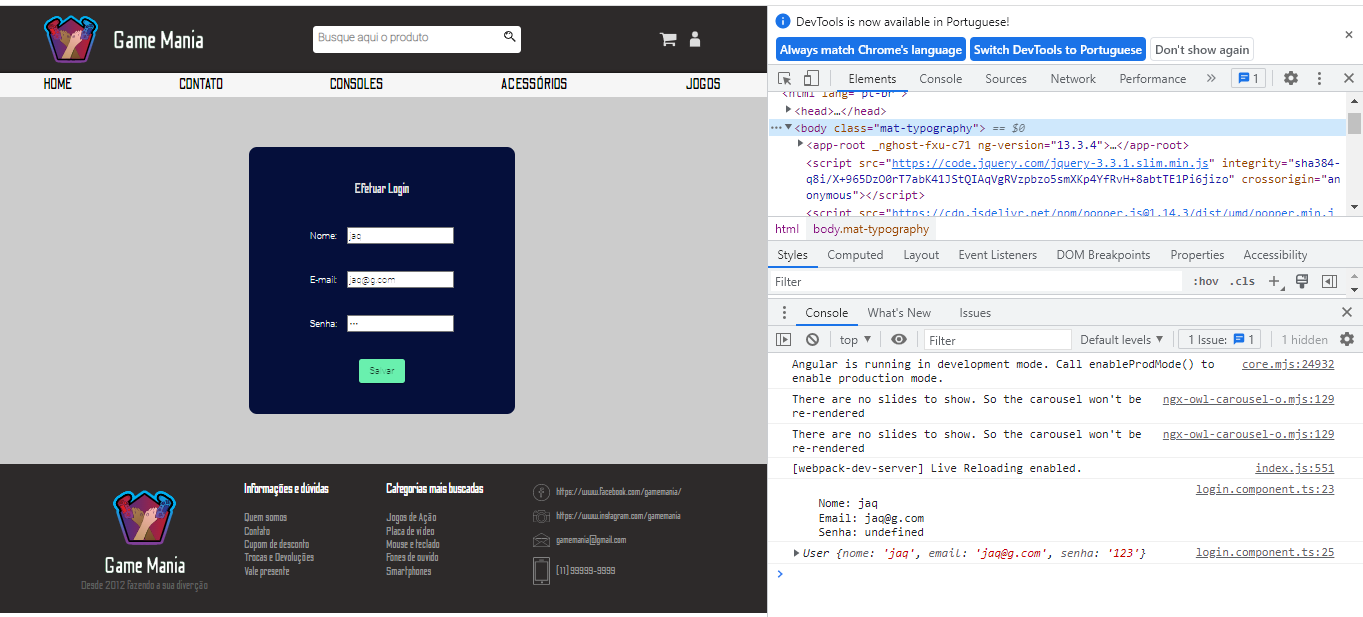 Game Mania
Busque aqui o produto
HOME CONTATO CONSOLES ACESSÓRIOS JOGOS
Efetuar Login
Nome: jaq
E-mail: jaq@g.com
Senha: •••
Salvar
Game Mania
Desde 2012 fazendo a sua diverção
Informações e dúvidas
Quem somos
Contato
Cupom de desconto
Trocas e Devoluções
Vale presente
Categorias mais buscadas
Jogos de Ação
Placa de vídeo
Mouse e teclado
Fones de ouvido
Smartphones
https://www.facebook.com/gamemania/
https://www.instagram.com/gamemania
gamemania@gmail.com
(11) 99999-9999
DevTools is now available in Portuguese!
Always match Chrome's language Switch DevTools to Portuguese Don't show again
Elements Console Sources Network Performance » 1
<html lang="pt-br">
<head>…</head>
<body class="mat-typography"> == $0
<app-root _nghost-fxu-c71 ng-version="13.3.4">…</app-root>
<script src="https://code.jquery.com/jquery-3.3.1.slim.min.js" integrity="sha384-
q8i/X+965DzO0rT7abK41JStQIAqVgRVzpbzo5smXKp4YfRvH+8abtTE1Pi6jizo" crossorigin="an
onymous"></script>
<script src="https://cdn.jsdelivr.net/npm/popper.js@1.14.3/dist/umd/popper.min.j
html body.mat-typography
Styles Computed Layout Event Listeners DOM Breakpoints Properties Accessibility
Filter :hov .cls +
Console What's New Issues
top ▼ Filter Default levels ▼ 1 Issue: 1 1 hidden
Angular is running in development mode. Call enableProdMode() to core.mjs:24932
enable production mode.
There are no slides to show. So the carousel won't be ngx-owl-carousel-o.mjs:129
re-rendered
There are no slides to show. So the carousel won't be ngx-owl-carousel-o.mjs:129
re-rendered
[webpack-dev-server] Live Reloading enabled. index.js:551
login.component.ts:23
Nome: jaq
Email: jaq@g.com
Senha: undefined
User {nome: 'jaq', email: 'jaq@g.com', senha: '123'} login.component.ts:25